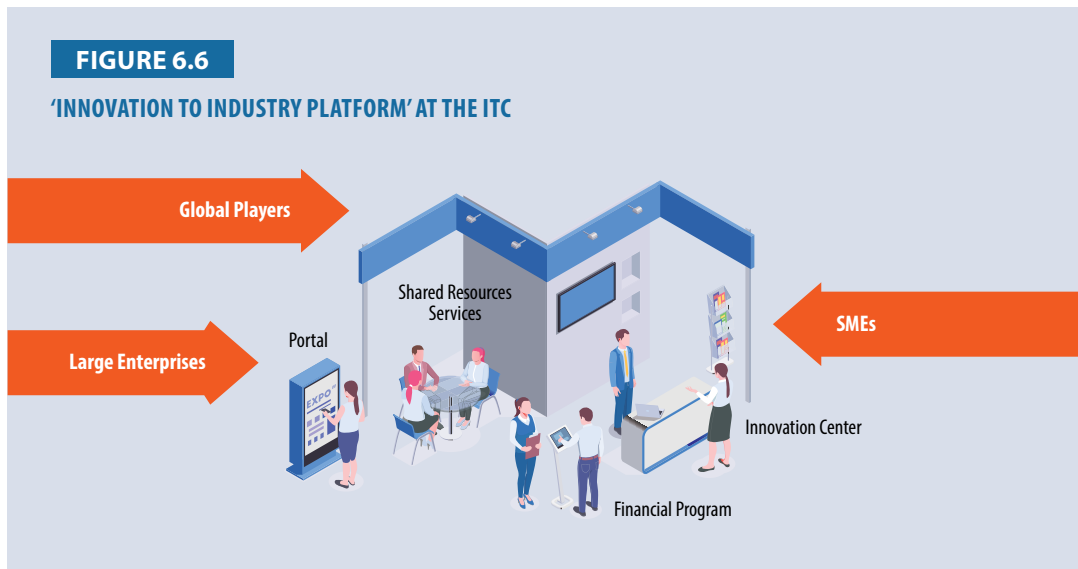 FIGURE 6.6
‘INNOVATION TO INDUSTRY PLATFORM’ AT THE ITC
Global Players
Shared Resources
Services
SMEs
Portal
Large Enterprises
EXPO
Innovation Center
Financial Program